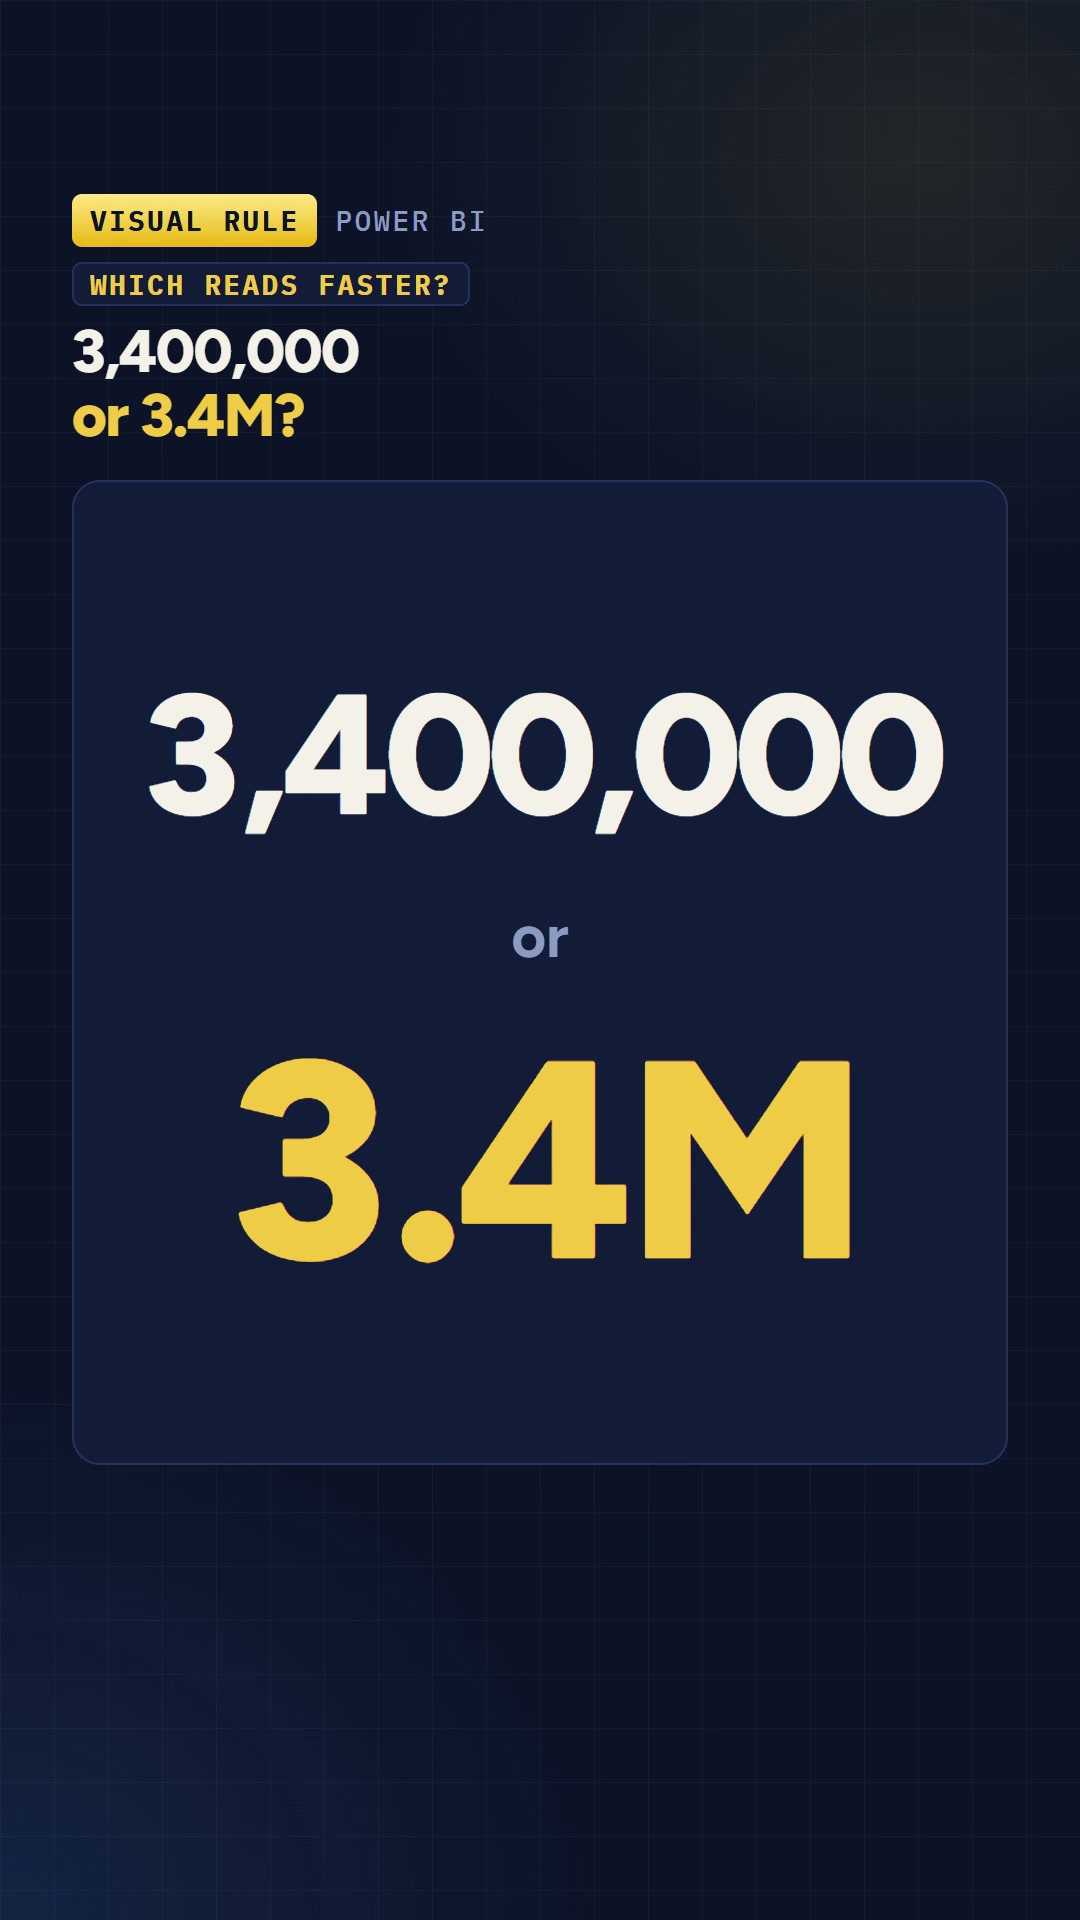 VISUAL RULE POWER BI
WHICH READS FASTER?
3,400,000
or 3.4M?
3,400,000
or
3.4M